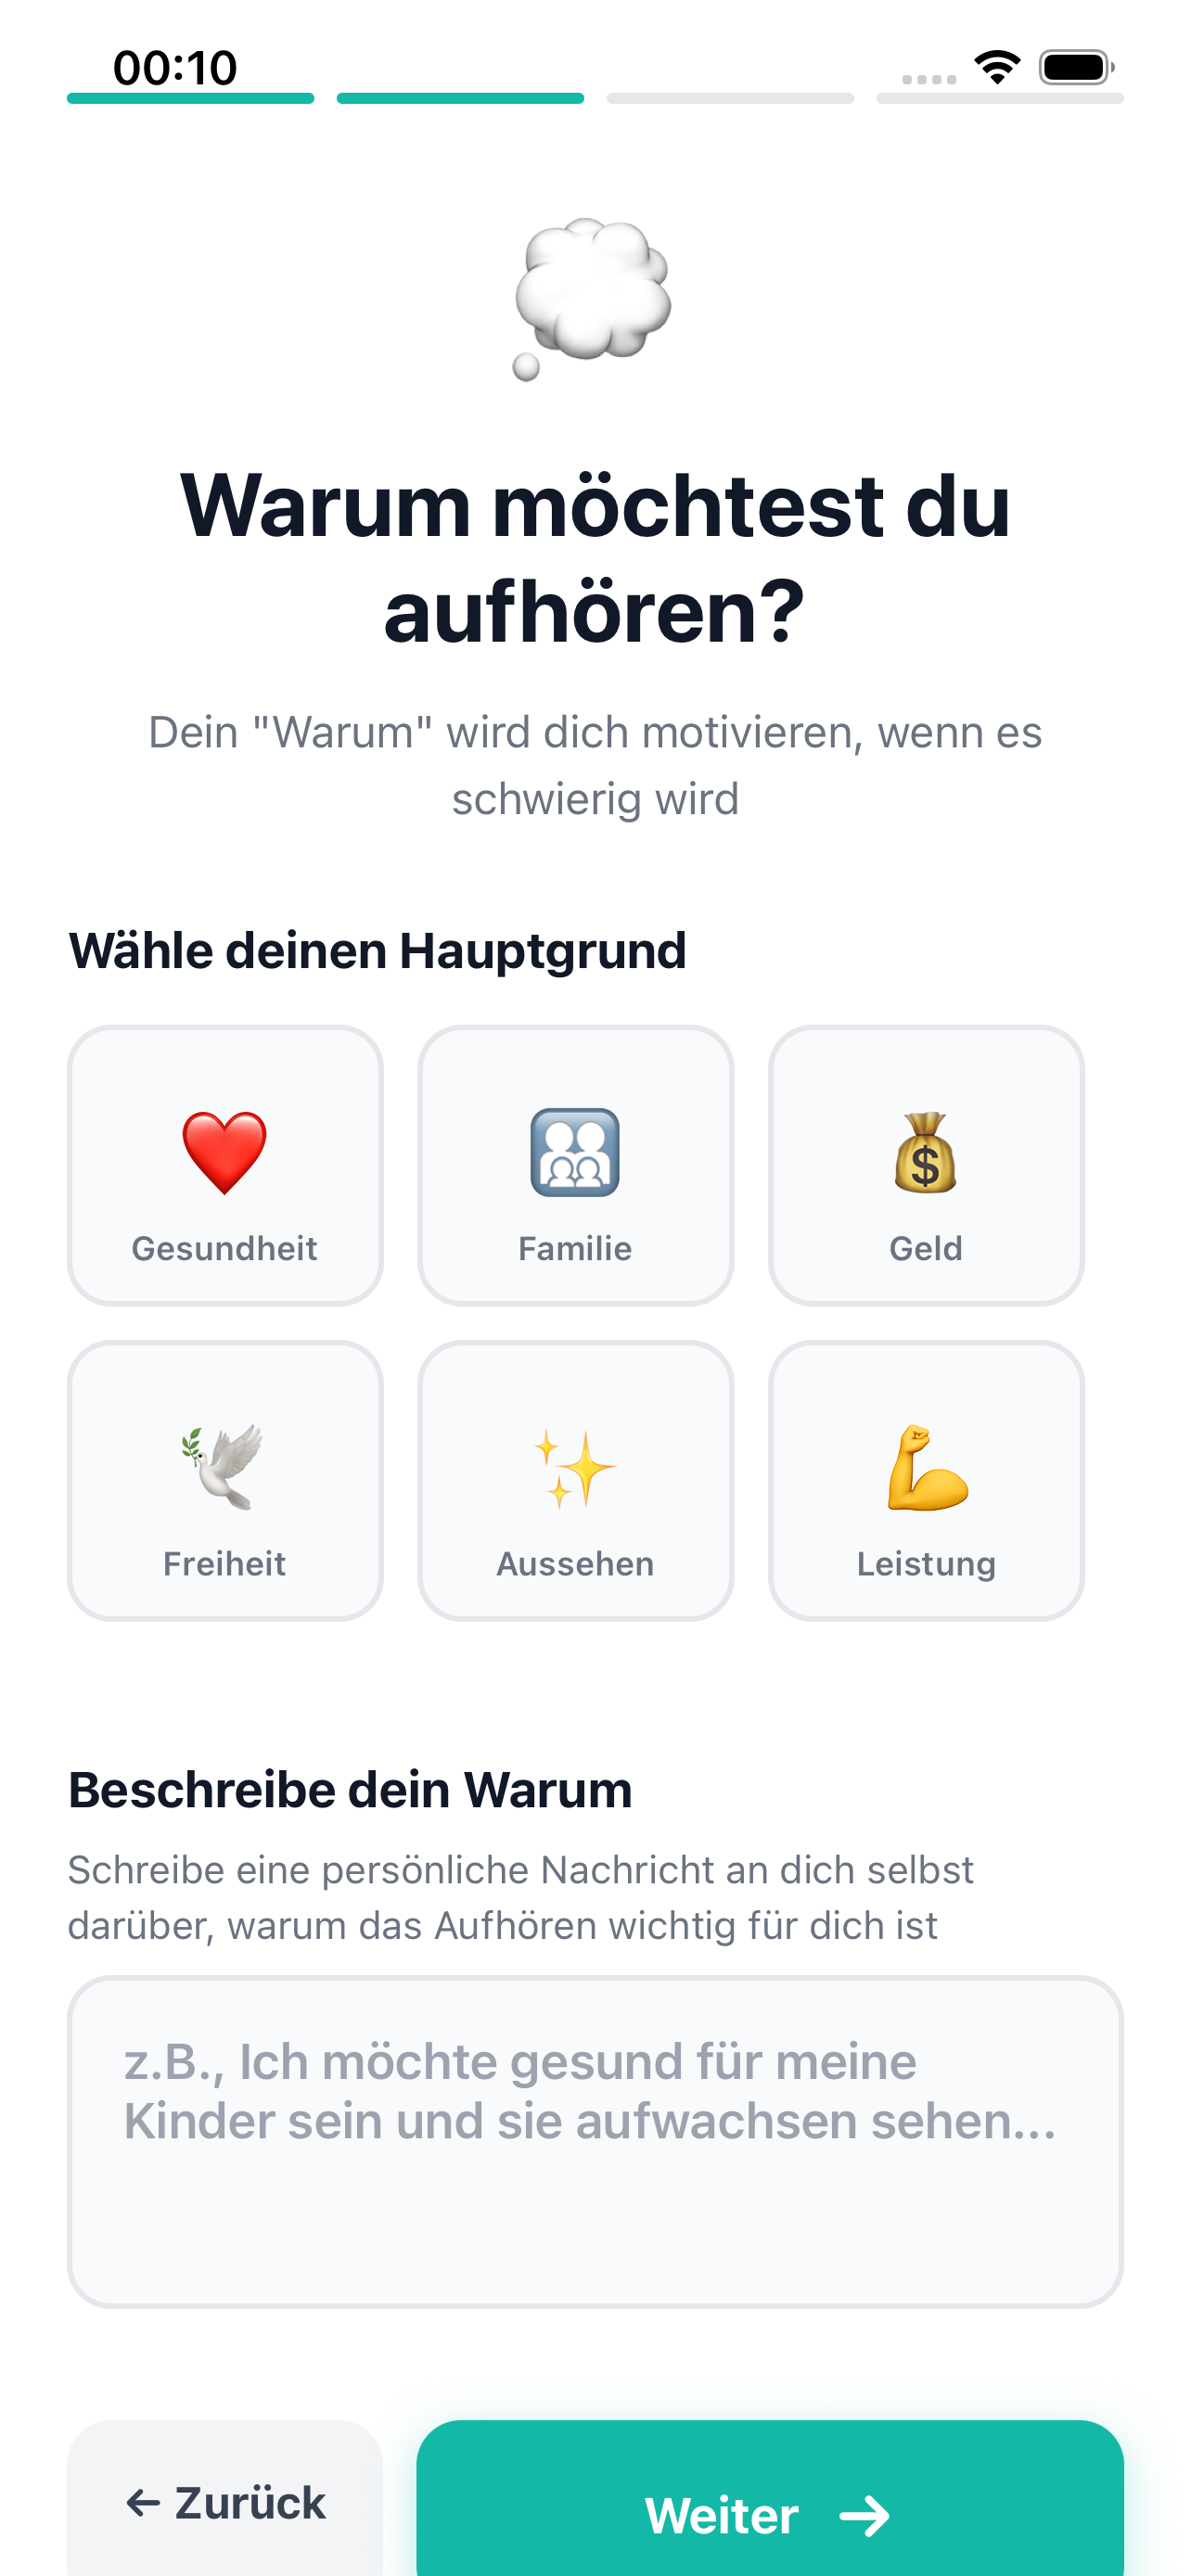 00:10
Warum möchtest du
aufhören?
Dein "Warum" wird dich motivieren, wenn es
schwierig wird
Wähle deinen Hauptgrund
Gesundheit
Familie
$
Geld
Freiheit
Aussehen
Leistung
Beschreibe dein Warum
Schreibe eine persönliche Nachricht an dich selbst
darüber, warum das Aufhören wichtig für dich ist
z.B., Ich möchte gesund für meine
Kinder sein und sie aufwachsen sehen...
← Zurück
Weiter →